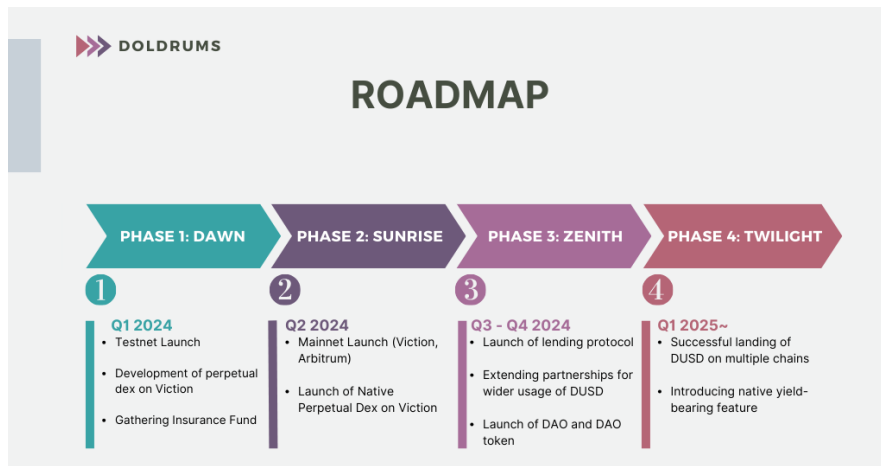 DOLDRUMS
ROADMAP
PHASE 1: DAWN
PHASE 2: SUNRISE
PHASE 3: ZENITH
PHASE 4: TWILIGHT
1
2
3
4
Q1 2024
• Testnet Launch
• Development of perpetual
dex on Viction
• Gathering Insurance Fund
Q2 2024
• Mainnet Launch (Viction,
Arbitrum)
• Launch of Native
Perpetual Dex on Viction
Q3 - Q4 2024
• Launch of lending protocol
• Extending partnerships for
wider usage of DUSD
• Launch of DAO and DAO
token
Q1 2025~
• Successful landing of
DUSD on multiple chains
• Introducing native yield-
bearing feature